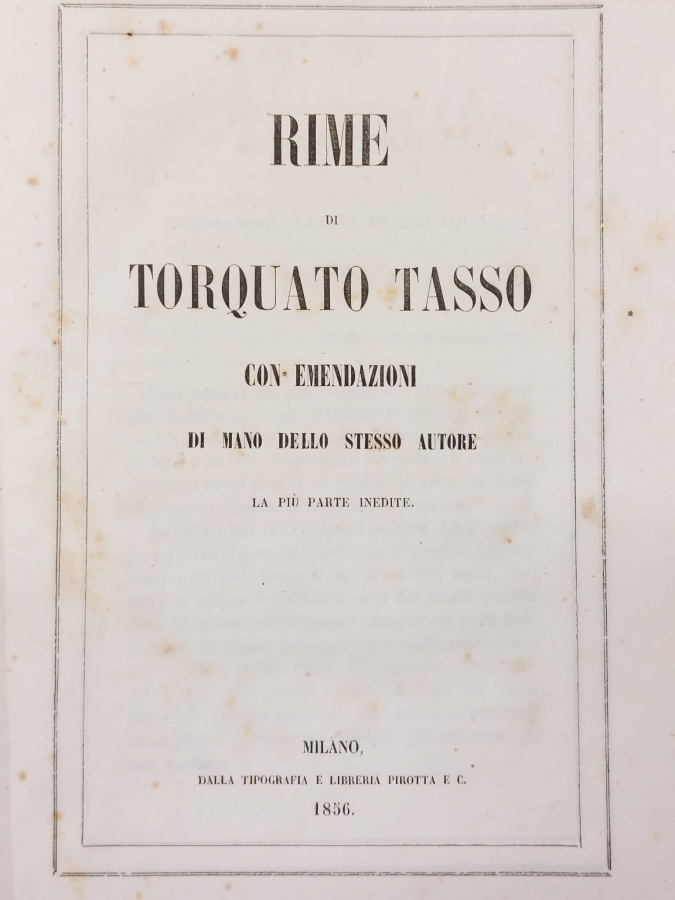 RIME
DI
TORQUATO TASSO
CON EMENDAZIONI
DI MANO DELLO STESSO AUTORE
LA PIÙ PARTE INEDITE.
MILANO,
DALLA TIPOGRAFIA E LIBRERIA PIROTTA E C.
1856.